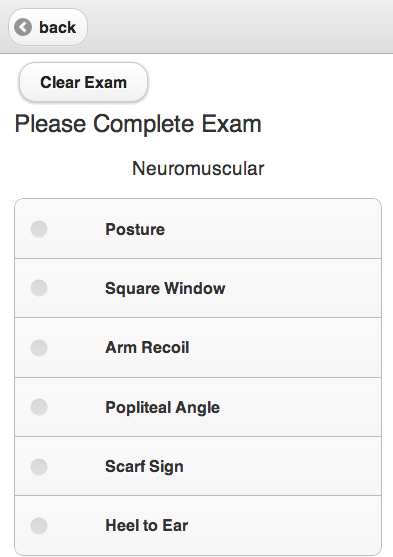 back
Clear Exam
Please Complete Exam
Neuromuscular
Posture
Square Window
Arm Recoil
Popliteal Angle
Scarf Sign
Heel to Ear